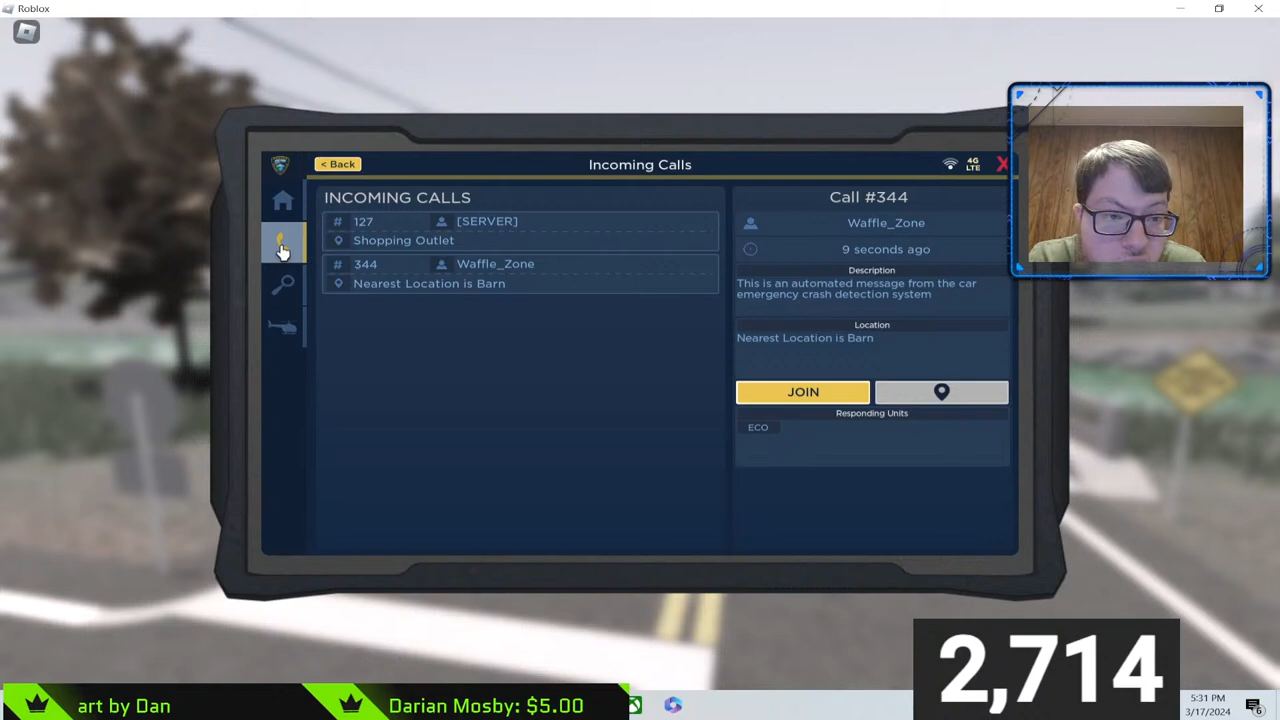 Roblox
< Back
Incoming Calls
4G
LTE
X
INCOMING CALLS
# 127 [SERVER]
Shopping Outlet
# 344 Waffle_Zone
Nearest Location is Barn
Call #344
Waffle_Zone
9 seconds ago
Description
This is an automated message from the car
emergency crash detection system
Location
Nearest Location is Barn
JOIN
Responding Units
ECO
2,714
art by Dan
Darian Mosby: $5.00
5:31 PM
3/17/2024
6